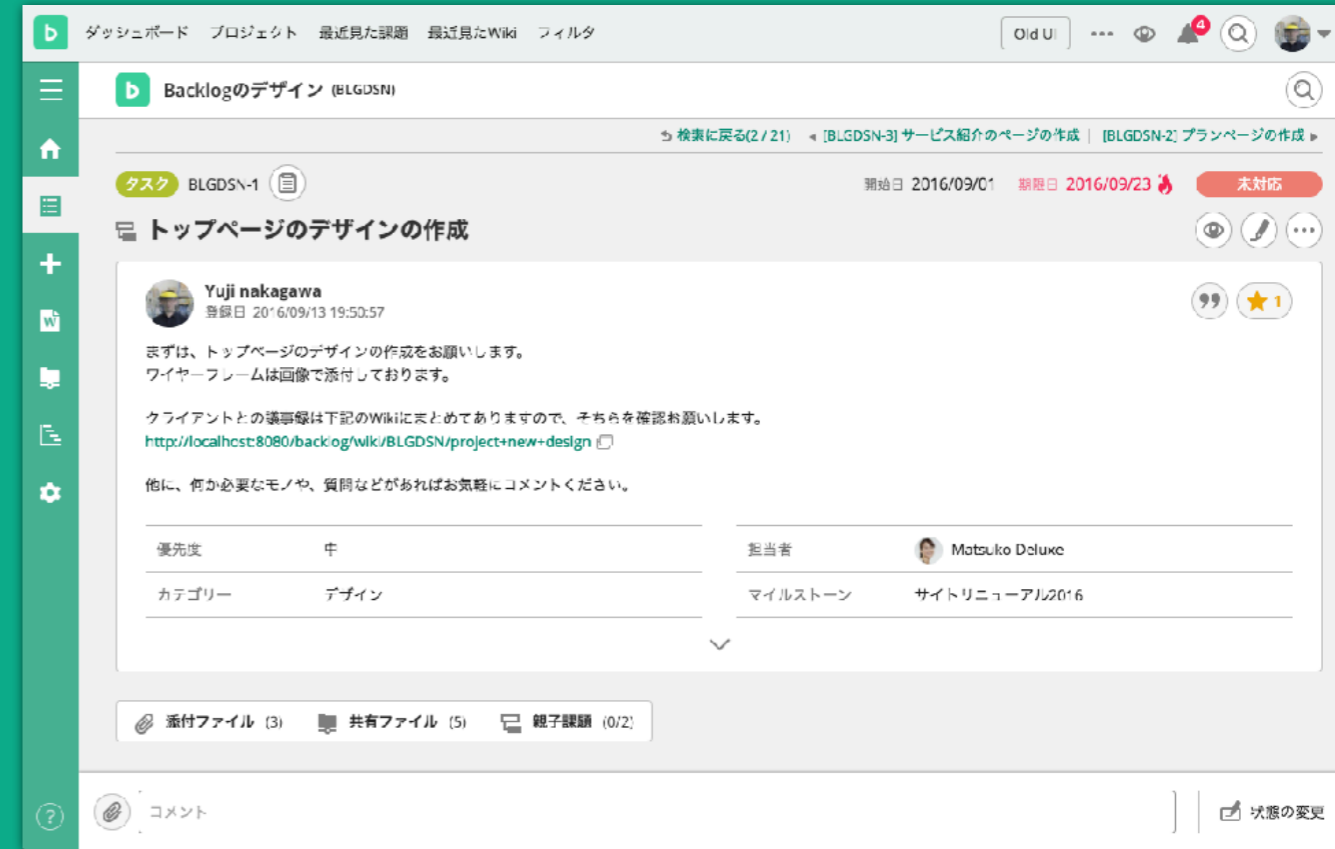 ダッシュボード プロジェクト 最近見た課題 最近見たWiki フィルタ Old UI 4
Backlogのデザイン (BLGDSN)
検索に戻る(2 / 21) [BLGDSN-3] サービス紹介のページの作成 | [BLGDSN-2] プランページの作成
タスク BLGDSN-1 開始日 2016/09/01 期限日 2016/09/23 未対応
トップページのデザインの作成
Yuji nakagawa
登録日 2016/09/13 19:50:57
1
まずは、トップページのデザインの作成をお願いします。
ワイヤーフレームは画像で添付しております。
クライアントとの議事録は下記のWikiにまとめてありますので、そちらを確認お願いします。
http://localhost:8080/backlog/wiki/BLGDSN/project+new+design
他に、何か必要なモノや、質問などがあればお気軽にコメントください。
優先度 中 担当者 Matsuko Deluxe
カテゴリー デザイン マイルストーン サイトリニューアル2016
添付ファイル (3) 共有ファイル (5) 親子課題 (0/2)
コメント 状態の変更